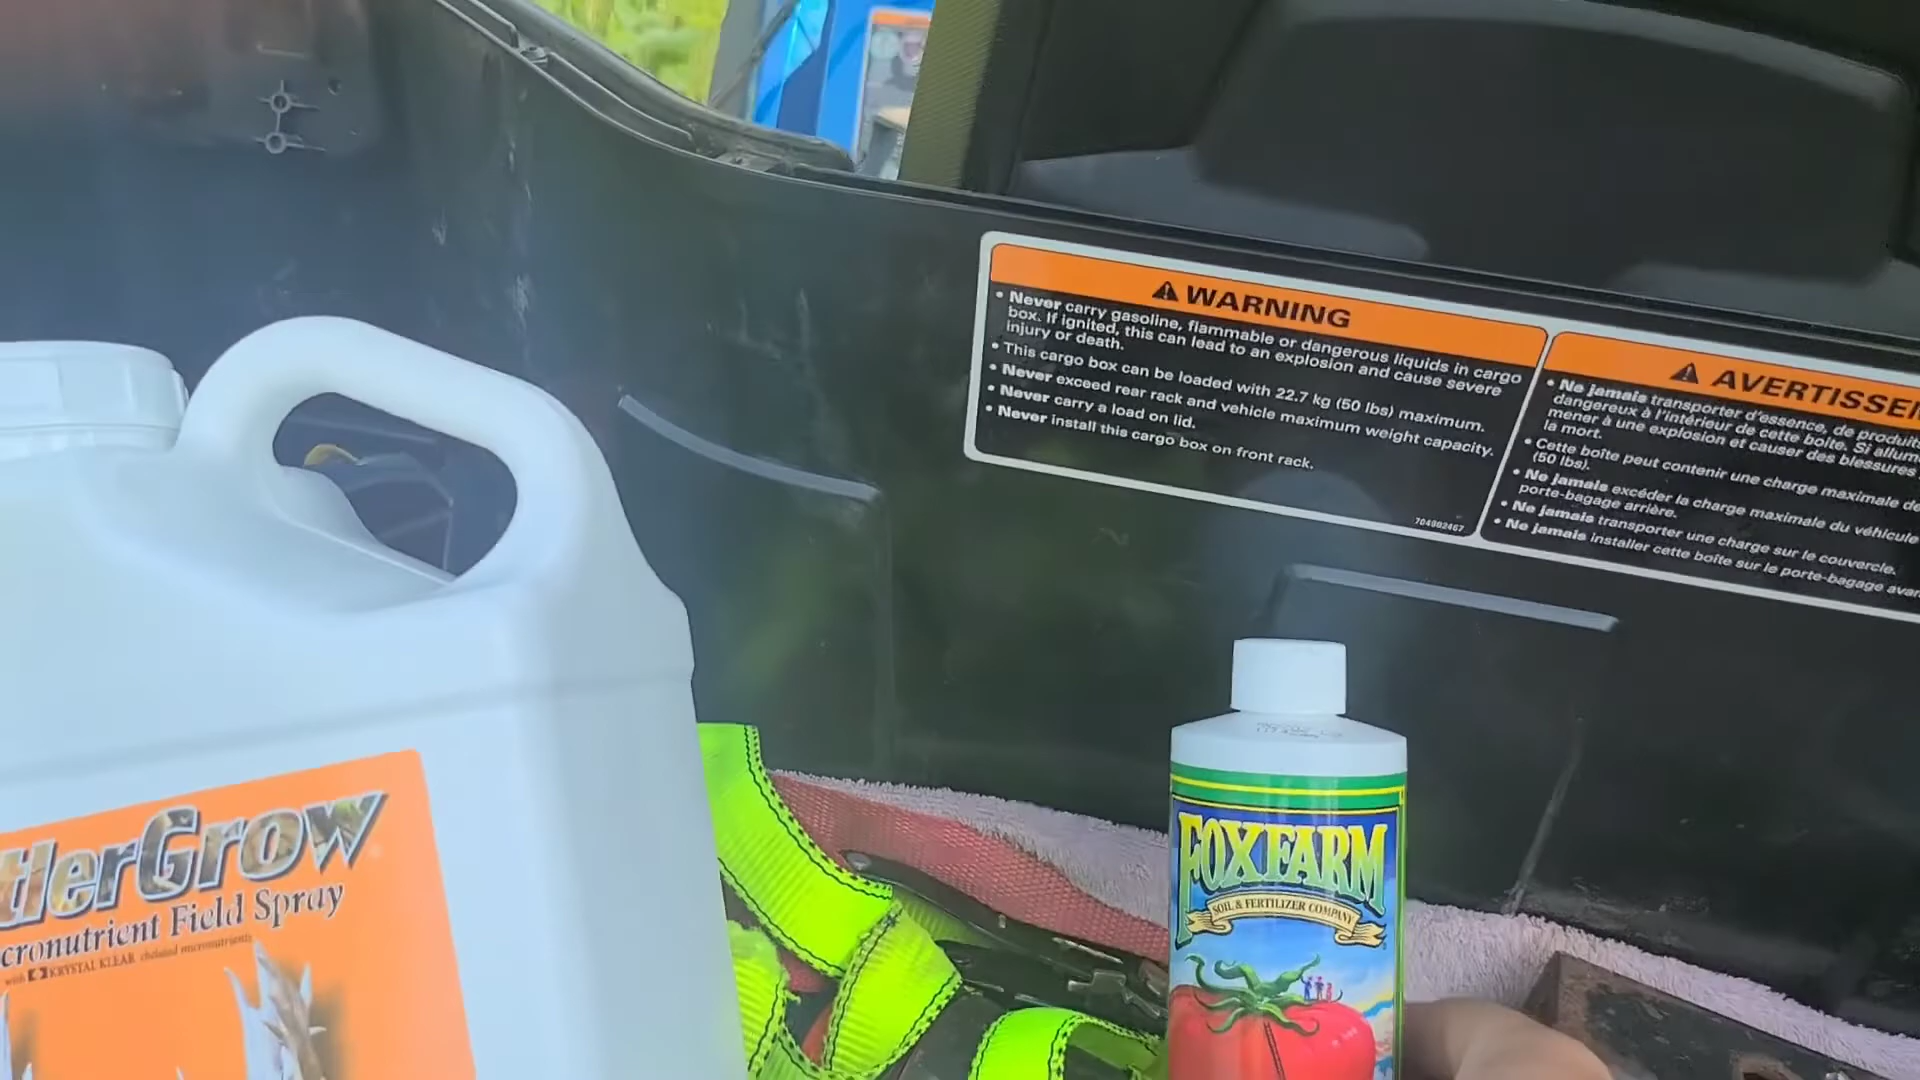 WARNING
• Never carry gasoline, flammable or dangerous liquids in cargo
box. If ignited, this can lead to an explosion and cause severe
injury or death.
• This cargo box can be loaded with 22.7 kg (50 lbs) maximum.
• Never exceed rear rack and vehicle maximum weight capacity.
• Never carry a load on lid.
• Never install this cargo box on front rack.
704902467
AVERTISSEM
• Ne jamais transporter d'essence, de produits
dangereux à l'intérieur de cette boîte. Si allum
mener à une explosion et causer des blessures
la mort.
• Cette boîte peut contenir une charge maximale de
(50 lbs).
• Ne jamais excéder la charge maximale du véhicule
porte-bagage arrière.
• Ne jamais transporter une charge sur le couvercle.
• Ne jamais installer cette boîte sur le porte-bagage avan
tlerGrow
cronutrient Field Spray
with KRYSTAL KLEAR chelated micronutrients
FOXFARM
SOIL & FERTILIZER COMPANY